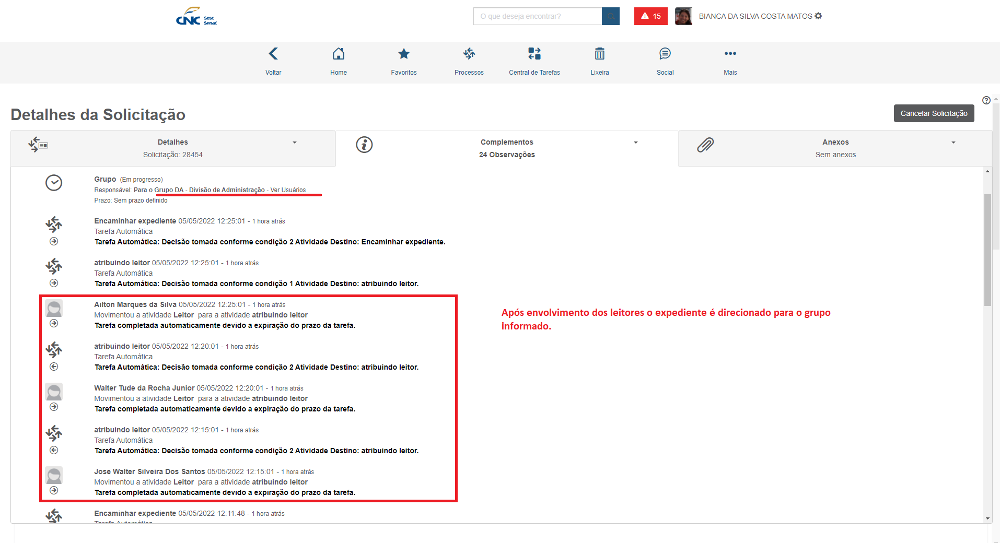 CNC Sesc
Senac
O que deseja encontrar?
15
BIANCA DA SILVA COSTA MATOS
Voltar
Home
Favoritos
Processos
Central de Tarefas
Lixeira
Social
Mais
Detalhes da Solicitação
Cancelar Solicitação
Detalhes
Solicitação: 28454
Complementos
24 Observações
Anexos
Sem anexos
Grupo (Em progresso)
Responsável: Para o Grupo DA - Divisão de Administração - Ver Usuários
Prazo: Sem prazo definido
Encaminhar expediente 05/05/2022 12:25:01 - 1 hora atrás
Tarefa Automática
Tarefa Automática: Decisão tomada conforme condição 2 Atividade Destino: Encaminhar expediente.
atribuindo leitor 05/05/2022 12:25:01 - 1 hora atrás
Tarefa Automática
Tarefa Automática: Decisão tomada conforme condição 1 Atividade Destino: atribuindo leitor.
Ailton Marques da Silva 05/05/2022 12:25:01 - 1 hora atrás
Movimentou a atividade Leitor para a atividade atribuindo leitor
Tarefa completada automaticamente devido a expiração do prazo da tarefa.
Após envolvimento dos leitores o expediente é direcionado para o grupo
informado.
atribuindo leitor 05/05/2022 12:20:01 - 1 hora atrás
Tarefa Automática
Tarefa Automática: Decisão tomada conforme condição 2 Atividade Destino: atribuindo leitor.
Walter Tude da Rocha Junior 05/05/2022 12:20:01 - 1 hora atrás
Movimentou a atividade Leitor para a atividade atribuindo leitor
Tarefa completada automaticamente devido a expiração do prazo da tarefa.
atribuindo leitor 05/05/2022 12:15:01 - 1 hora atrás
Tarefa Automática
Tarefa Automática: Decisão tomada conforme condição 2 Atividade Destino: atribuindo leitor.
Jose Walter Silveira Dos Santos 05/05/2022 12:15:01 - 1 hora atrás
Movimentou a atividade Leitor para a atividade atribuindo leitor
Tarefa completada automaticamente devido a expiração do prazo da tarefa.
Encaminhar expediente 05/05/2022 12:11:48 - 1 hora atrás
Tarefa Automática